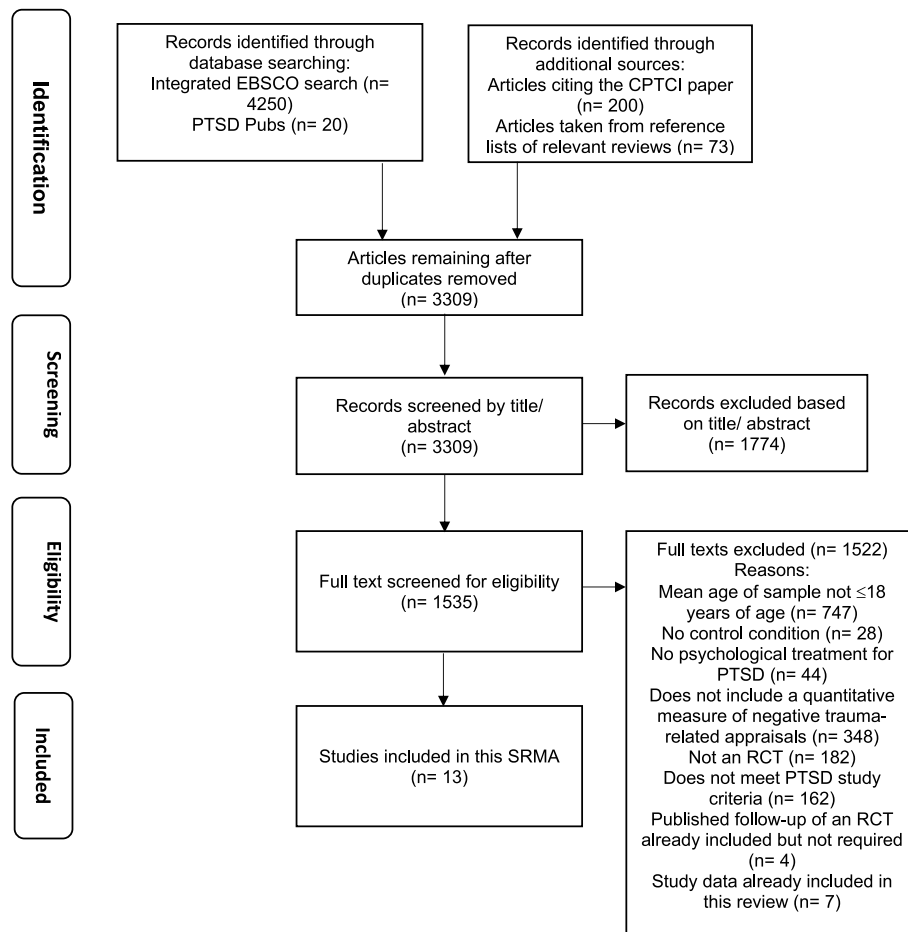 Identification
Records identified through
database searching:
Integrated EBSCO search (n=
4250)
PTSD Pubs (n= 20)
Records identified through
additional sources:
Articles citing the CPTCI paper
(n= 200)
Articles taken from reference
lists of relevant reviews (n= 73)
Articles remaining after
duplicates removed
(n= 3309)
Screening
Records screened by title/
abstract
(n= 3309)
Records excluded based
on title/ abstract
(n= 1774)
Eligibility
Full text screened for eligibility
(n= 1535)
Full texts excluded (n= 1522)
Reasons:
Mean age of sample not ≤18
years of age (n= 747)
No control condition (n= 28)
No psychological treatment for
PTSD (n= 44)
Does not include a quantitative
measure of negative trauma-
related appraisals (n= 348)
Not an RCT (n= 182)
Does not meet PTSD study
criteria (n= 162)
Published follow-up of an RCT
already included but not required
(n= 4)
Study data already included in
this review (n= 7)
Included
Studies included in this SRMA
(n= 13)